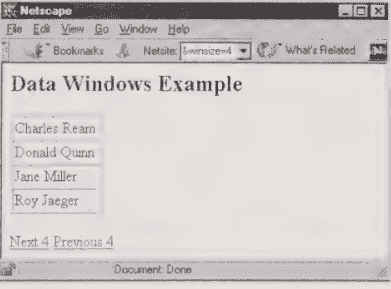 Netscape
File Edit View Go Window Help
Bookmarks Netsite: &winsize=4 What's Related
Data Windows Example
Charles Ream
Donald Quinn
Jane Miller
Roy Jaeger
Next 4 Previous 4
Document: Done